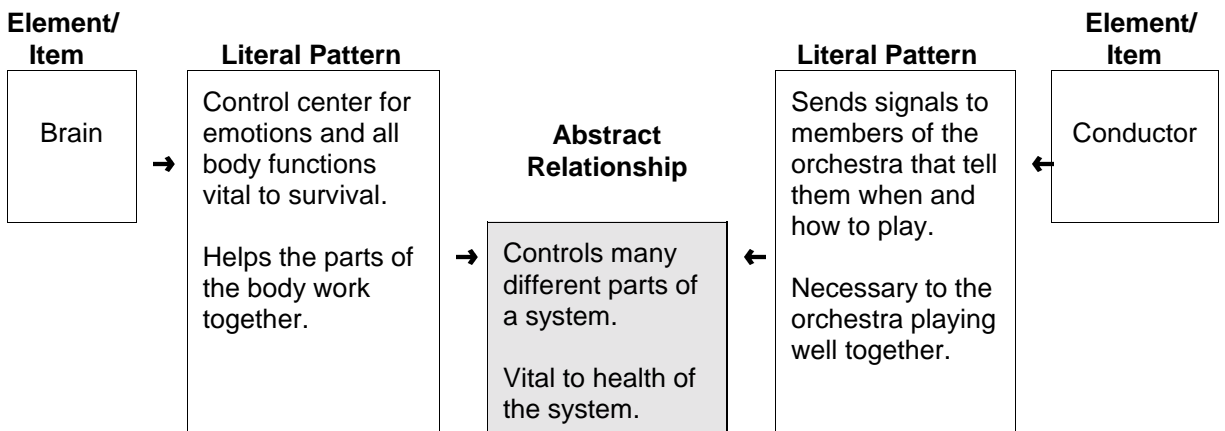 Element/
Item
Literal Pattern
Brain
Control center for
emotions and all
body functions
vital to survival.
Helps the parts of
the body work
together.
Abstract
Relationship
Controls many
different parts of
a system.
Vital to health of
the system.
Literal Pattern
Sends signals to
members of the
orchestra that tell
them when and
how to play.
Necessary to the
orchestra playing
well together.
Element/
Item
Conductor